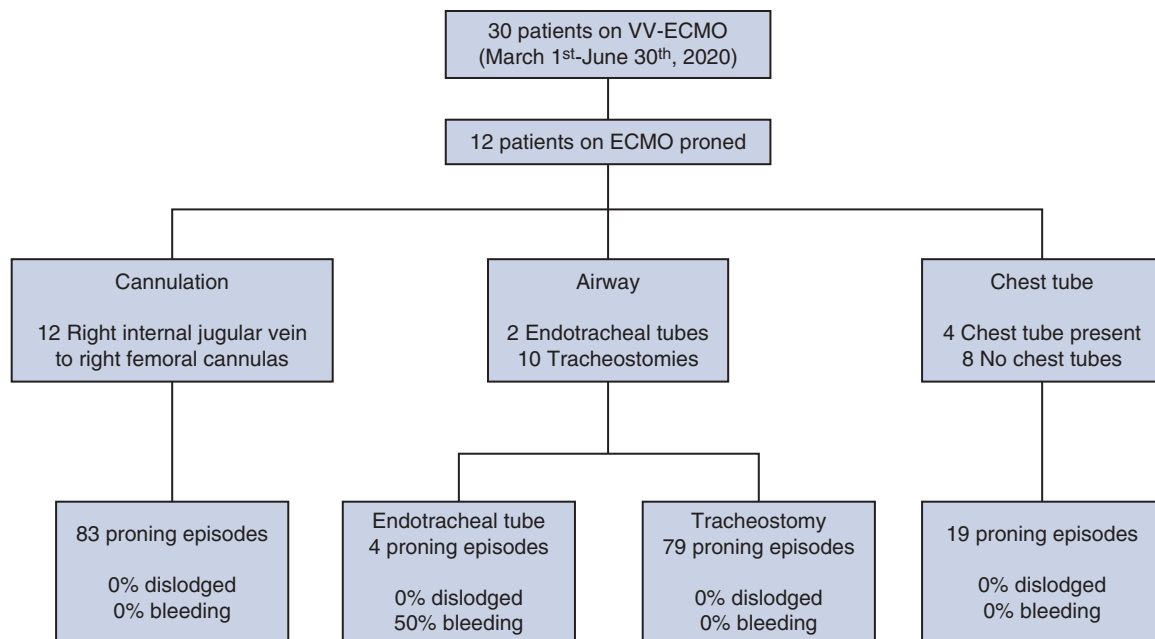 30 patients on VV-ECMO
(March 1st-June 30th, 2020)
12 patients on ECMO proned
Cannulation
12 Right internal jugular vein
to right femoral cannulas
Airway
2 Endotracheal tubes
10 Tracheostomies
Chest tube
4 Chest tube present
8 No chest tubes
83 proning episodes
0% dislodged
0% bleeding
Endotracheal tube
4 proning episodes
0% dislodged
50% bleeding
Tracheostomy
79 proning episodes
0% dislodged
0% bleeding
19 proning episodes
0% dislodged
0% bleeding